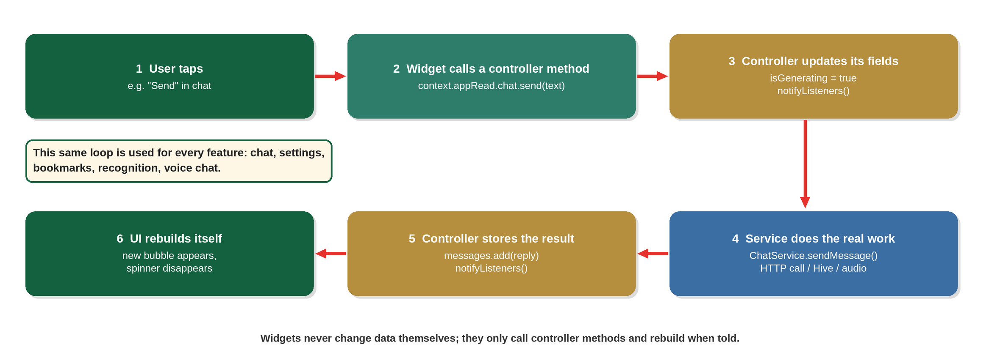 1  User taps
e.g. "Send" in chat
2  Widget calls a controller method
context.appRead.chat.send(text)
3  Controller updates its fields
isGenerating = true
notifyListeners()
This same loop is used for every feature: chat, settings,
bookmarks, recognition, voice chat.
4  Service does the real work
ChatService.sendMessage()
HTTP call / Hive / audio
5  Controller stores the result
messages.add(reply)
notifyListeners()
6  UI rebuilds itself
new bubble appears,
spinner disappears
Widgets never change data themselves; they only call controller methods and rebuild when told.